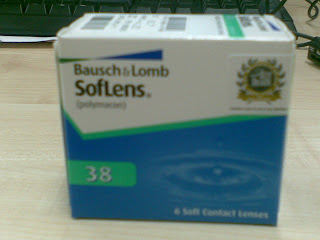 Bausch & Lomb
SofLens®
(polymacon)
38
6 Soft Contact Lenses